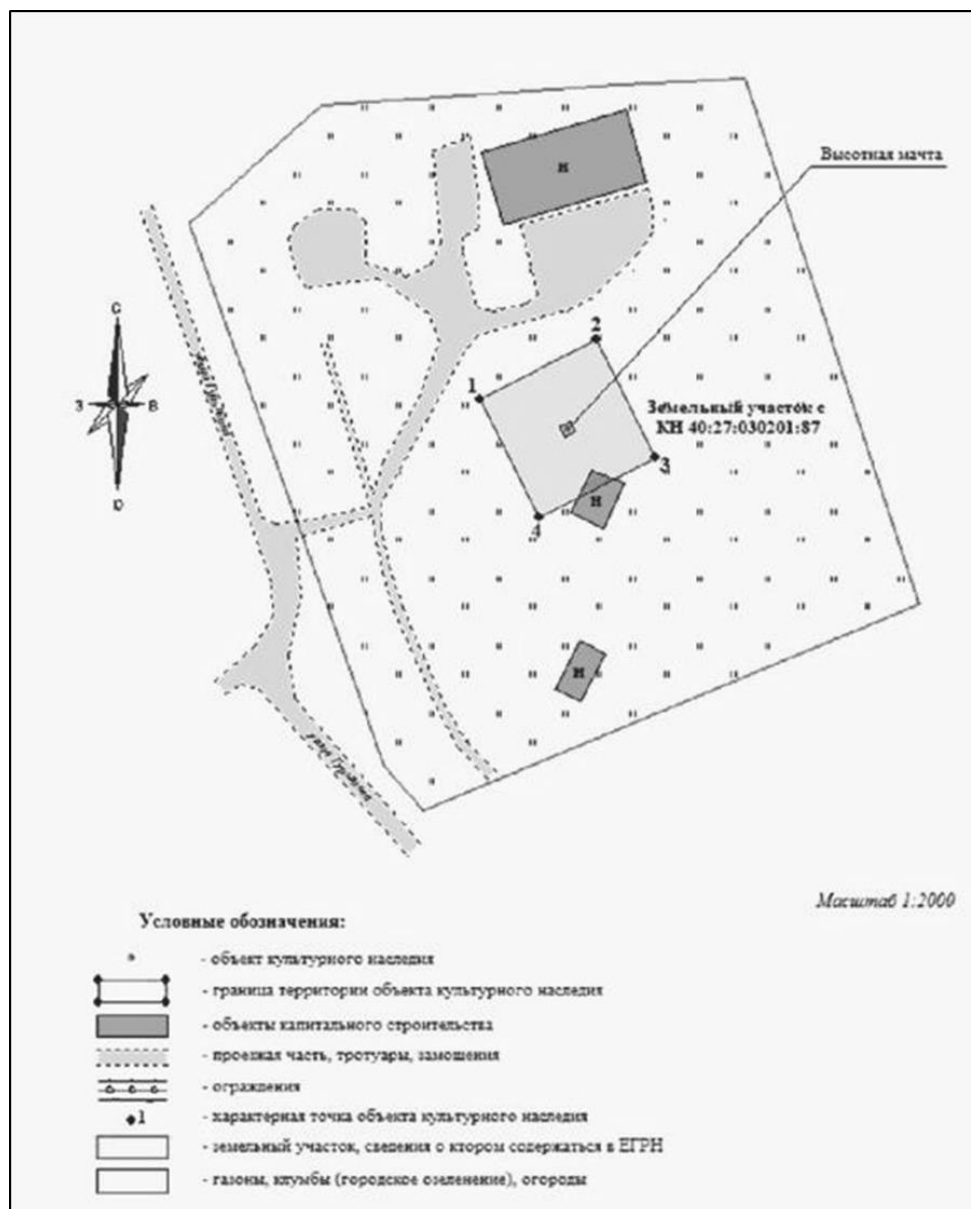 Высотная мачта
2
1
Земельный участок с
КН 40:27:030201:87
3
4
Н
Н
Н
С
З
В
Ю
Масштаб 1:2000
Условные обозначения:
- объект культурного наследия
- граница территории объекта культурного наследия
- объекты капитального строительства
- проезжая часть, тротуары, замощения
- ограждения
1 - характерная точка объекта культурного наследия
- земельный участок, сведения о ктором содержаться в ЕГРН
- газоны, клумбы (городское озеленение), огороды